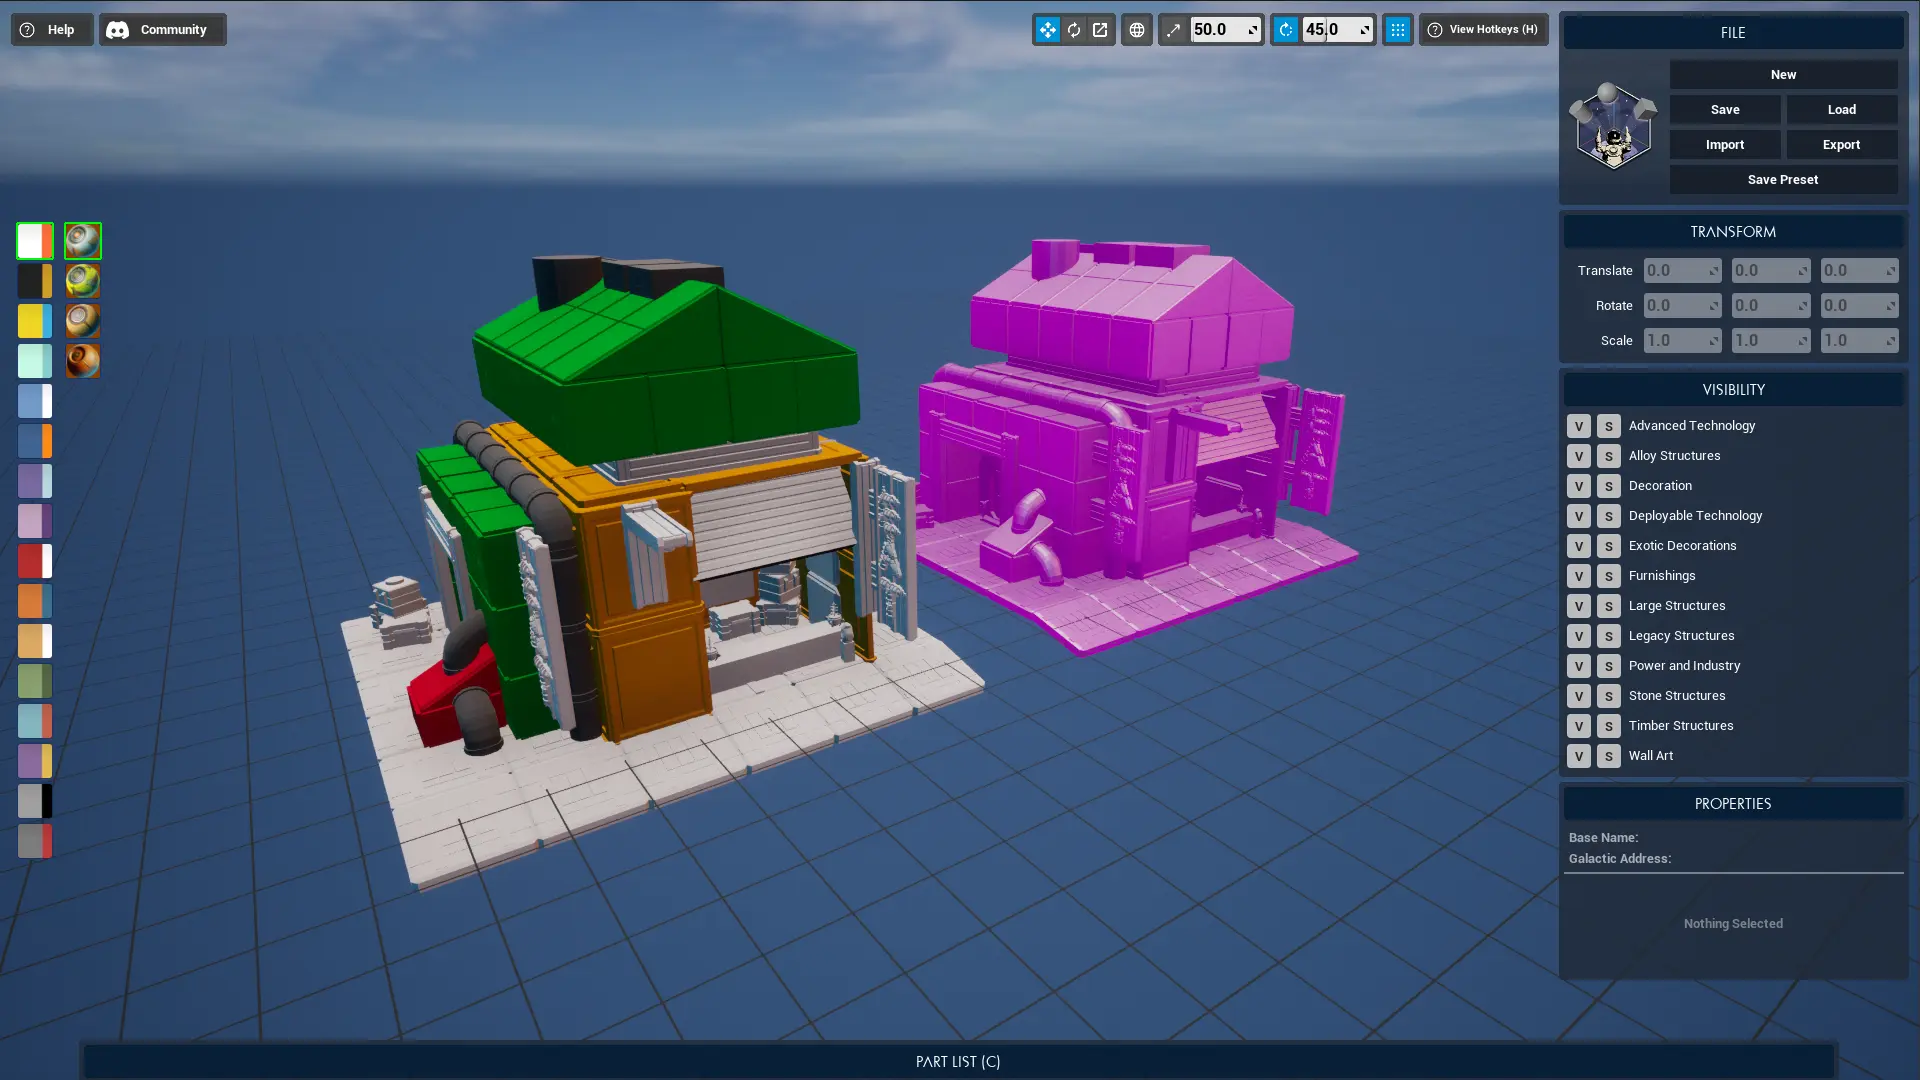 Help
Community
50.0
45.0
View Hotkeys (H)
FILE
New
Save
Load
Import
Export
Save Preset
TRANSFORM
Translate 0.0 0.0 0.0
Rotate 0.0 0.0 0.0
Scale 1.0 1.0 1.0
VISIBILITY
V S Advanced Technology
V S Alloy Structures
V S Decoration
V S Deployable Technology
V S Exotic Decorations
V S Furnishings
V S Large Structures
V S Legacy Structures
V S Power and Industry
V S Stone Structures
V S Timber Structures
V S Wall Art
PROPERTIES
Base Name:
Galactic Address:
Nothing Selected
PART LIST (C)